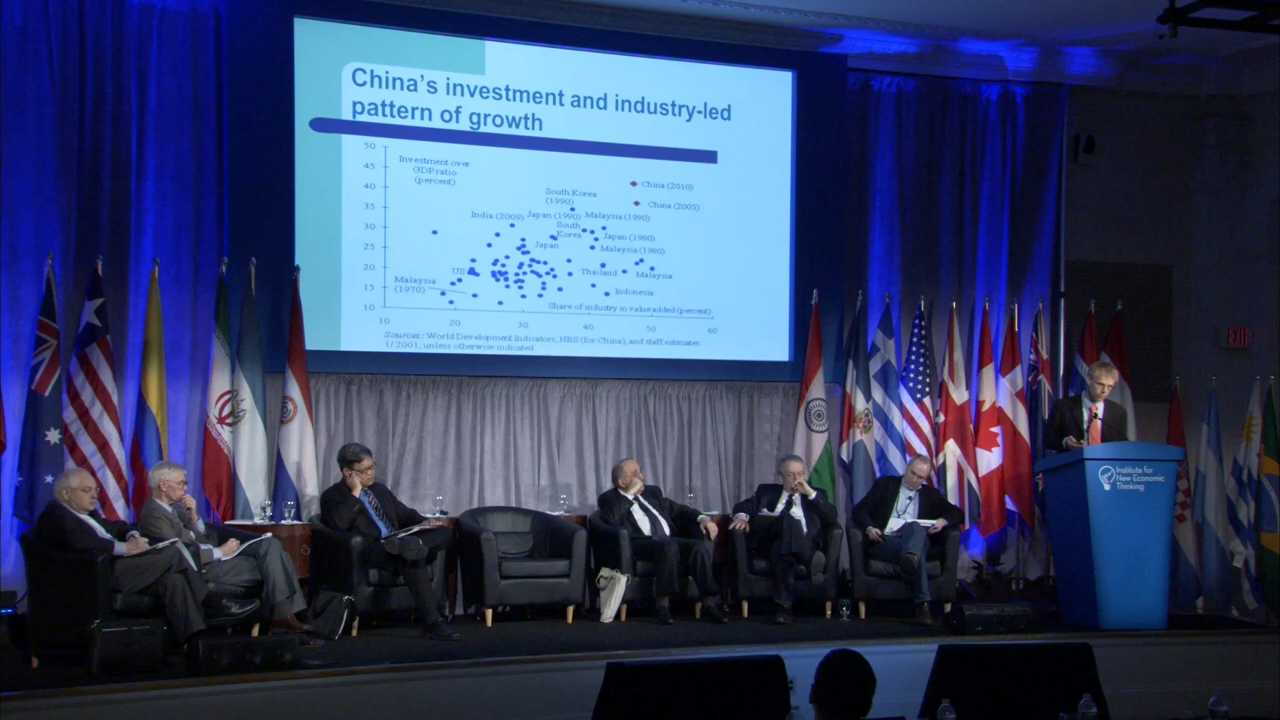 China's investment and industry-led
pattern of growth
50
45
40
35
30
25
20
15
10
Investment over
GDP ratio
(percent)
South Korea
(1990)
China (2010)
China (2005)
India (2009)
Japan (1990)
Malaysia (1990)
South
Korea
Japan (1980)
Japan
Malaysia (1980)
US
Thailand
Malaysia
Malaysia
(1970)
Indonesia
Share of industry in value added (percent)
10 20 30 40 50 60
Sources: World Development Indicators, NBS (for China), and staff estimates
1/ 2001, unless otherwise indicated.
EXIT
Institute for
New Economic
Thinking